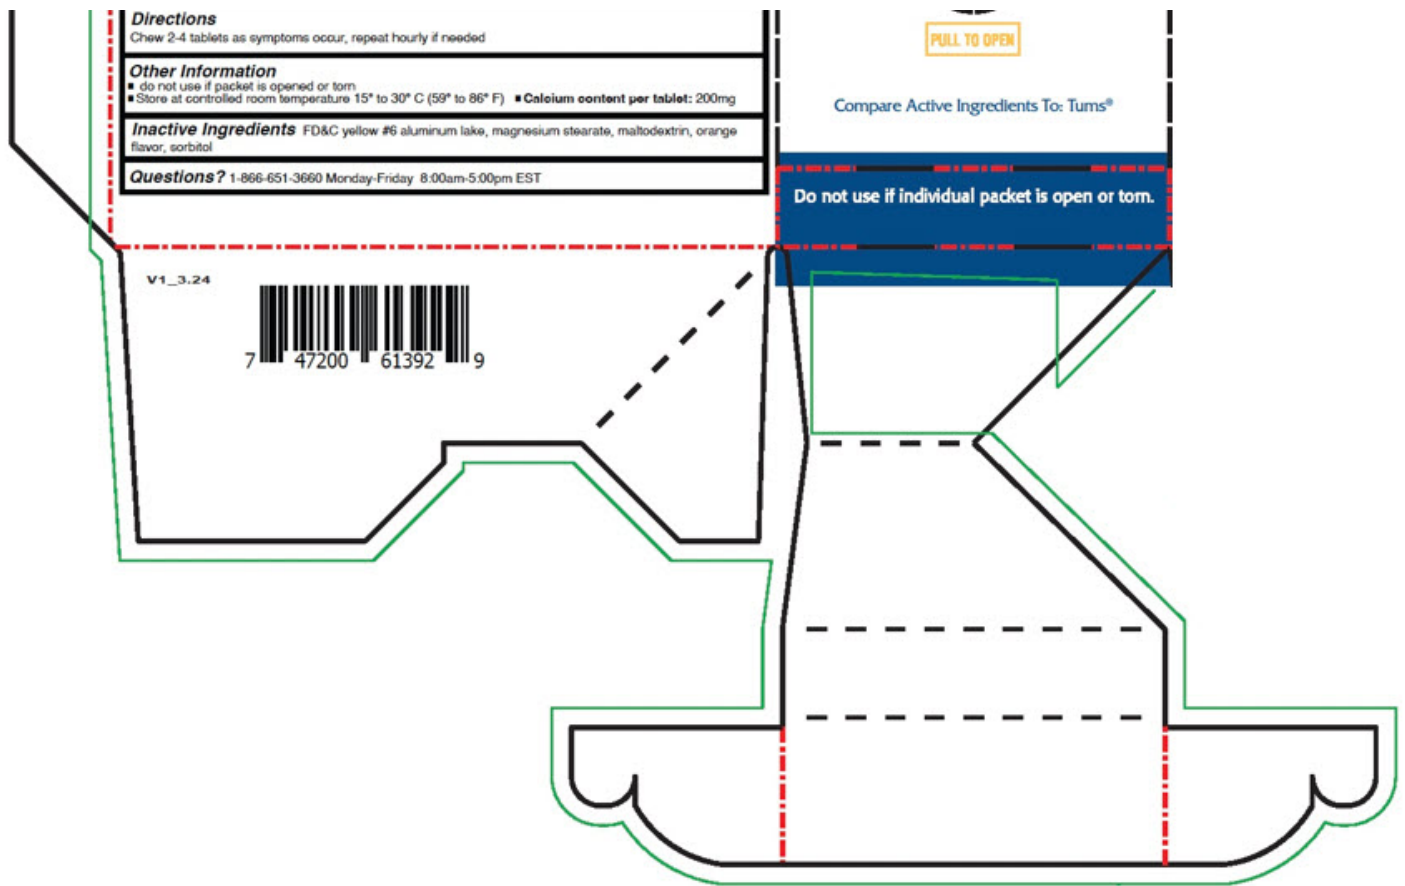 Directions
Chew 2-4 tablets as symptoms occur, repeat hourly if needed
Other Information
▪ do not use if packet is opened or torn
▪ Store at controlled room temperature 15° to 30° C (59° to 86° F) ▪ Calcium content per tablet: 200mg
Inactive Ingredients FD&C yellow #6 aluminum lake, magnesium stearate, maltodextrin, orange
flavor, sorbitol
Questions? 1-866-651-3660 Monday-Friday 8:00am-5:00pm EST
PULL TO OPEN
Compare Active Ingredients To: Tums®
Do not use if individual packet is open or torn.
V1_3.24
7 47200 61392 9